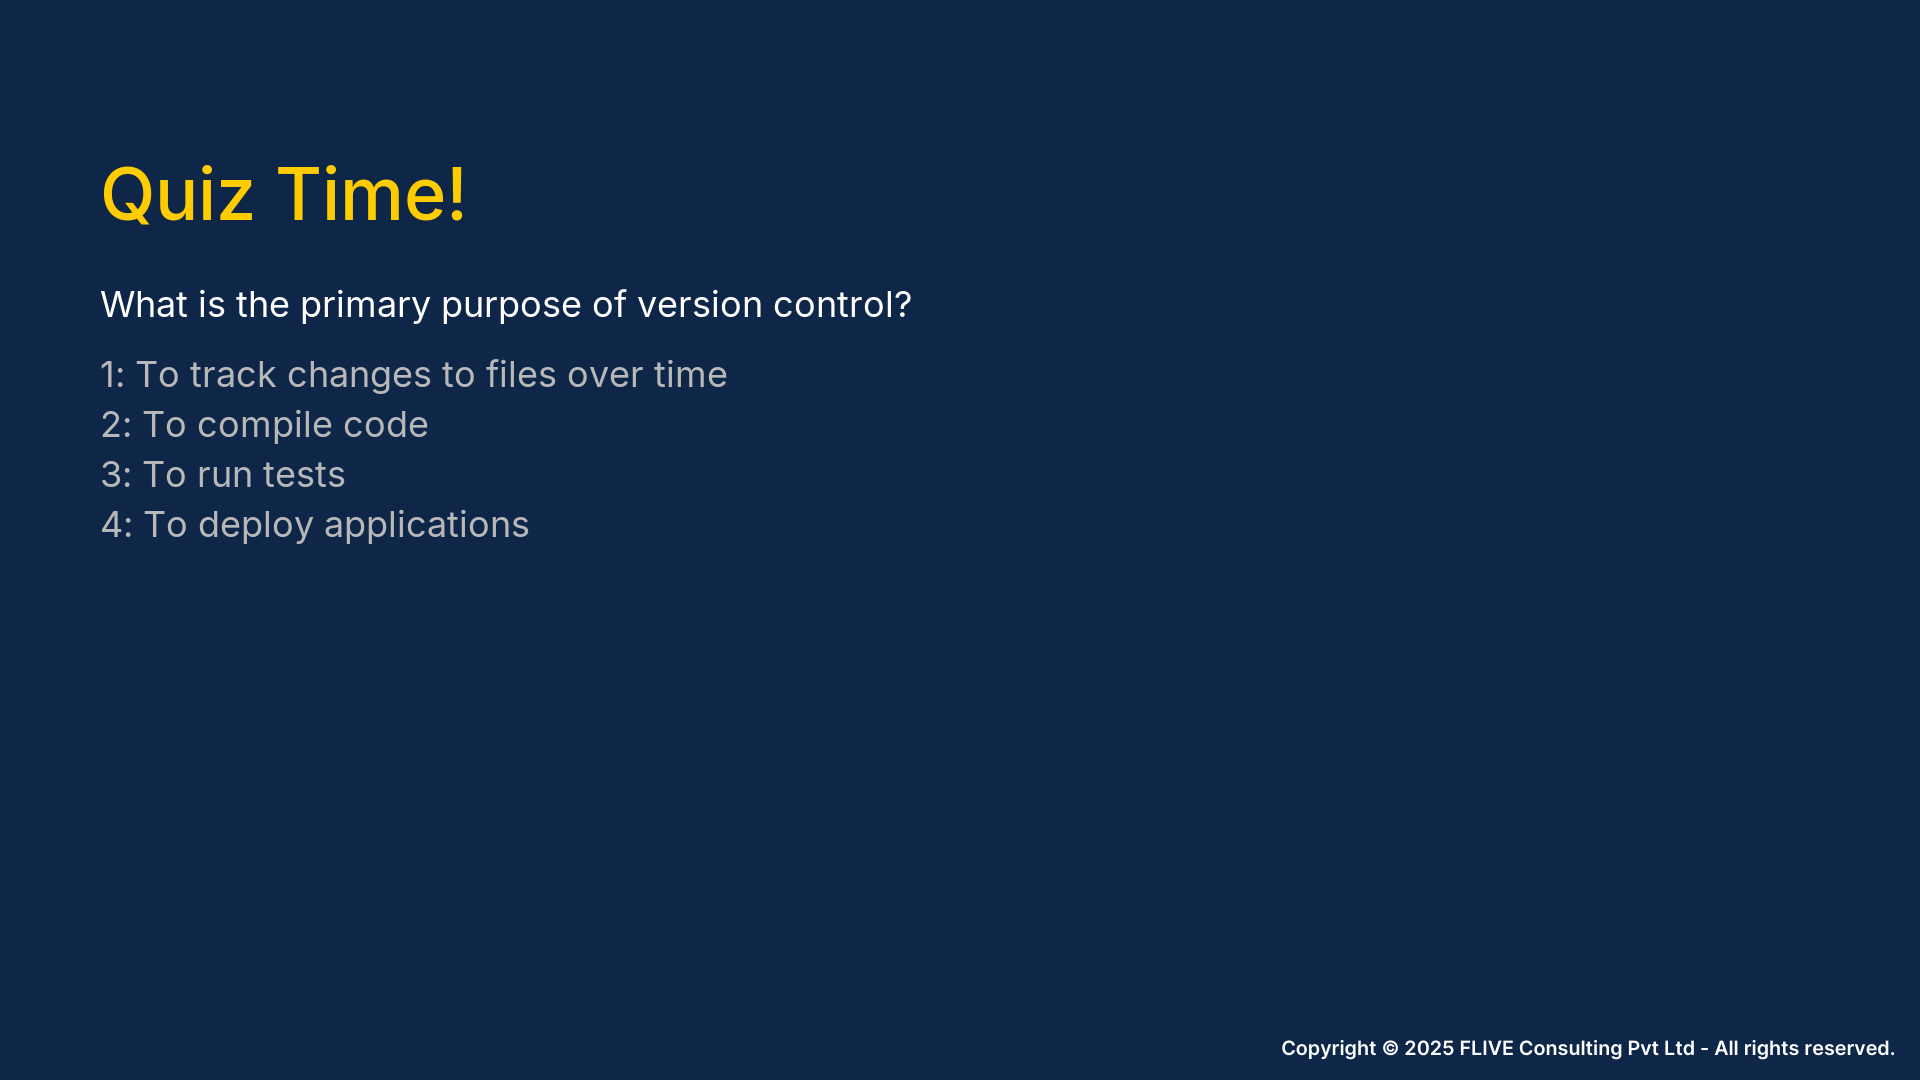 Quiz Time!
What is the primary purpose of version control?
1: To track changes to files over time
2: To compile code
3: To run tests
4: To deploy applications
Copyright © 2025 FLIVE Consulting Pvt Ltd - All rights reserved.